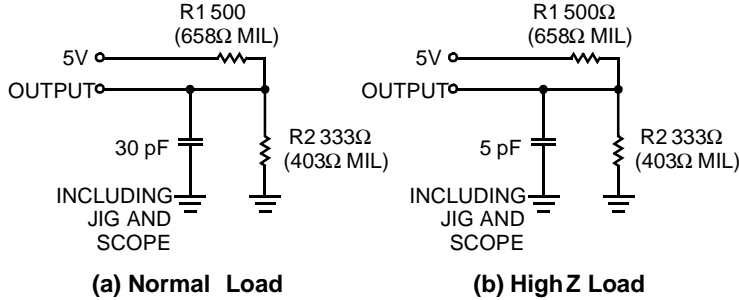 R1 500
(658Ω MIL)
5V
OUTPUT
30 pF
R2 333Ω
(403Ω MIL)
INCLUDING
JIG AND
SCOPE
(a) Normal Load
R1 500Ω
(658Ω MIL)
5V
OUTPUT
5 pF
R2 333Ω
(403Ω MIL)
INCLUDING
JIG AND
SCOPE
(b) High Z Load